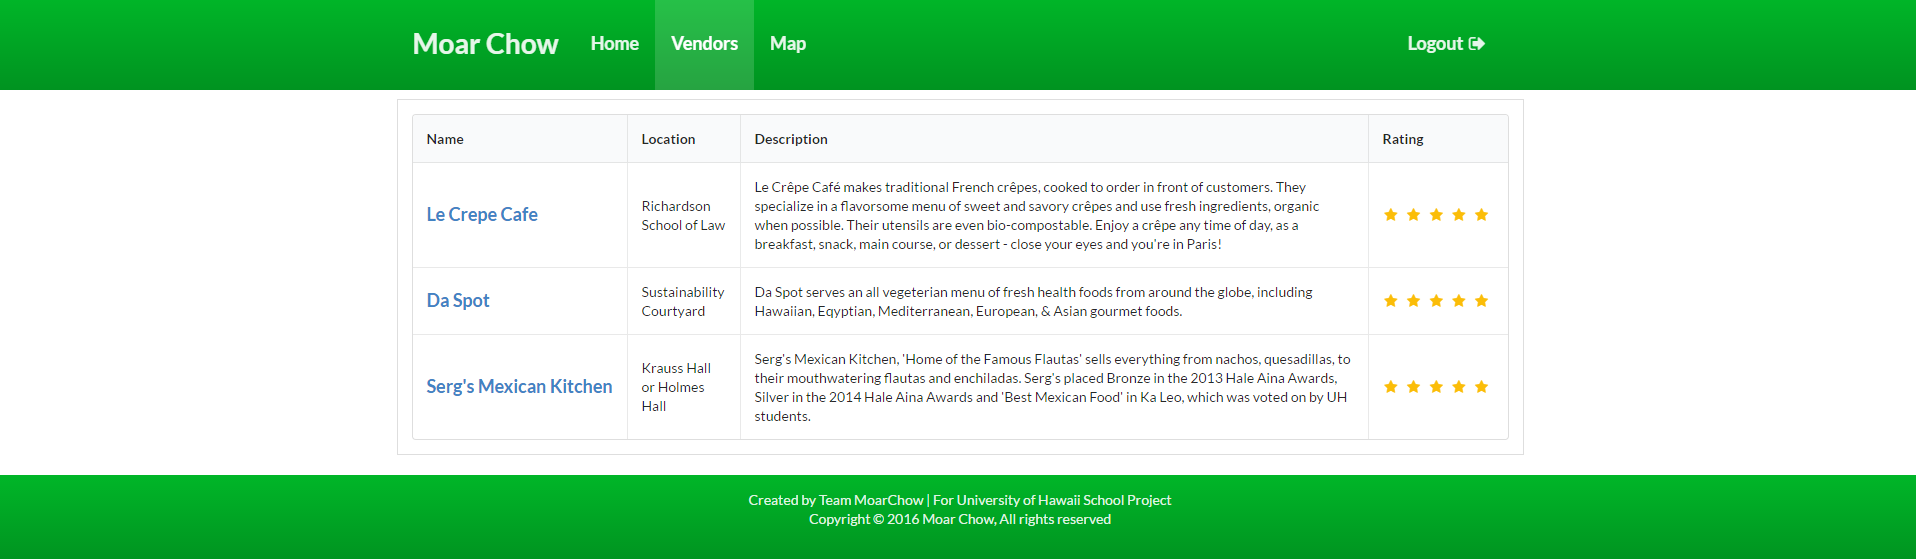 Moar Chow Home Vendors Map Logout
Name Location Description Rating
Le Crepe Cafe
Richardson
School of Law
Le Crêpe Café makes traditional French crêpes, cooked to order in front of customers. They
specialize in a flavorsome menu of sweet and savory crêpes and use fresh ingredients, organic
when possible. Their utensils are even bio-compostable. Enjoy a crêpe any time of day, as a
breakfast, snack, main course, or dessert - close your eyes and you're in Paris!
Da Spot
Sustainability
Courtyard
Da Spot serves an all vegeterian menu of fresh health foods from around the globe, including
Hawaiian, Eqyptian, Mediterranean, European, & Asian gourmet foods.
Serg's Mexican Kitchen
Krauss Hall
or Holmes
Hall
Serg's Mexican Kitchen, 'Home of the Famous Flautas' sells everything from nachos, quesadillas, to
their mouthwatering flautas and enchiladas. Serg's placed Bronze in the 2013 Hale Aina Awards,
Silver in the 2014 Hale Aina Awards and 'Best Mexican Food' in Ka Leo, which was voted on by UH
students.
Created by Team MoarChow | For University of Hawaii School Project
Copyright © 2016 Moar Chow, All rights reserved